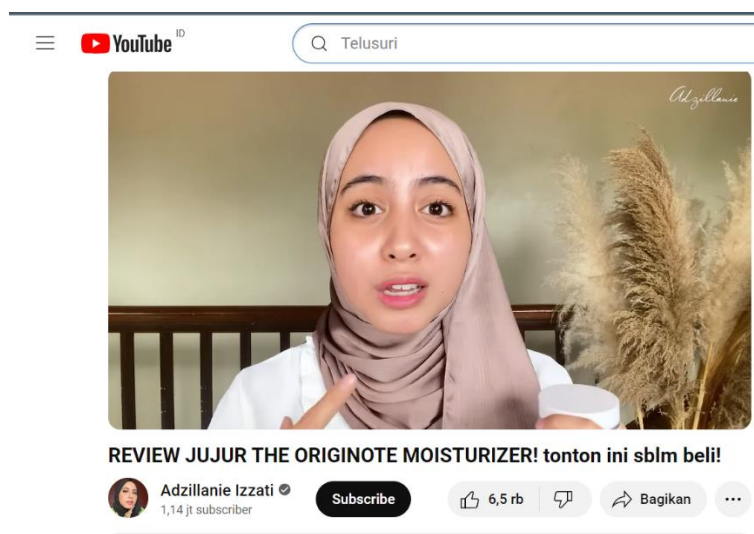 YouTube ID
Telusuri
Adzillanie
REVIEW JUJUR THE ORIGINOTE MOISTURIZER! tonton ini sblm beli!
Adzillanie Izzati
1,14 jt subscriber
Subscribe
6,5 rb
Bagikan